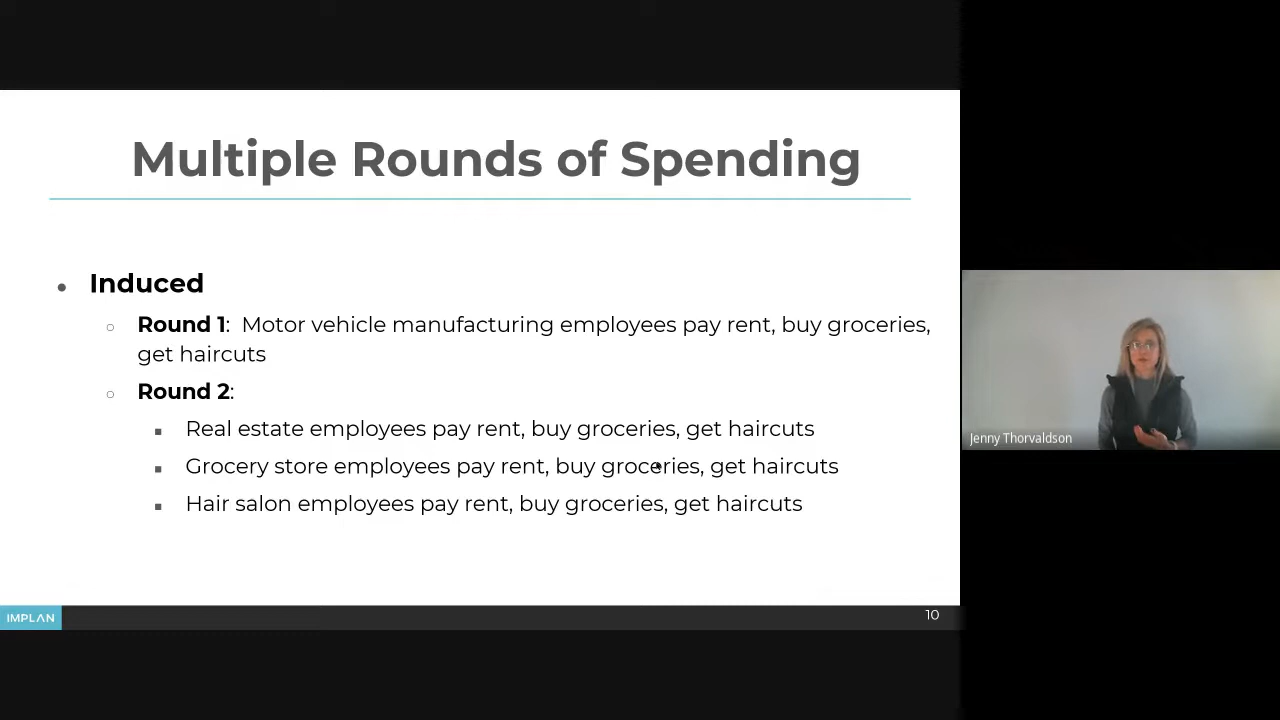 Multiple Rounds of Spending
● Induced
○ Round 1:  Motor vehicle manufacturing employees pay rent, buy groceries,
get haircuts
○ Round 2:
■ Real estate employees pay rent, buy groceries, get haircuts
■ Grocery store employees pay rent, buy groceries, get haircuts
■ Hair salon employees pay rent, buy groceries, get haircuts
Jenny Thorvaldson
IMPLAN
10